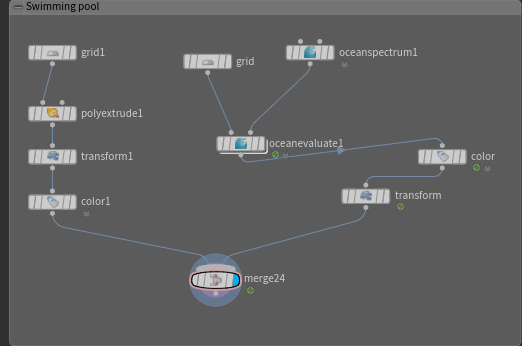 Swimming pool
grid1
grid
oceanspectrum1
polyextrude1
oceanevaluate1
transform1
color
color1
transform
merge24